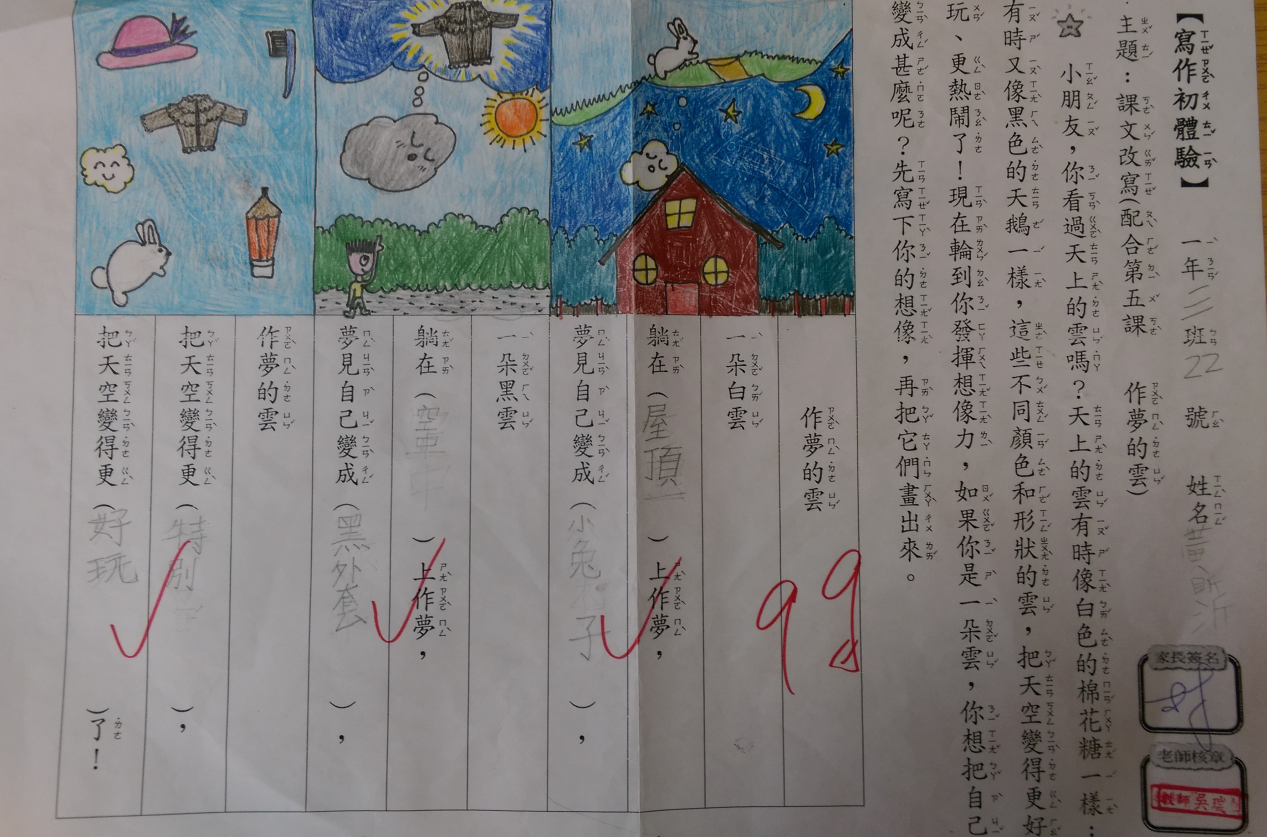 【寫作初體驗】 一年三班22號 姓名黃
主題：課文改寫(配合第五課 作夢的雲)
小朋友，你看過天上的雲嗎？天上的雲有時像白色的棉花糖一樣；
有時又像黑色的天鵝一樣，這些不同顏色和形狀的雲，把天空變得更好
玩、更熱鬧了！現在輪到你發揮想像力，如果你是一朵雲，你想把自己
變成甚麼呢？先寫下你的想像，再把它們畫出來。
家長簽名
老師核章
教師吳
作夢的雲
99
一朵白雲
躺在(屋頂)上作夢，
夢見自己變成(小兔子)，
一朵黑雲
躺在(空中)上作夢，
夢見自己變成(黑外套)，
作夢的雲
把天空變得更(特別)，
把天空變得更(好玩)了！